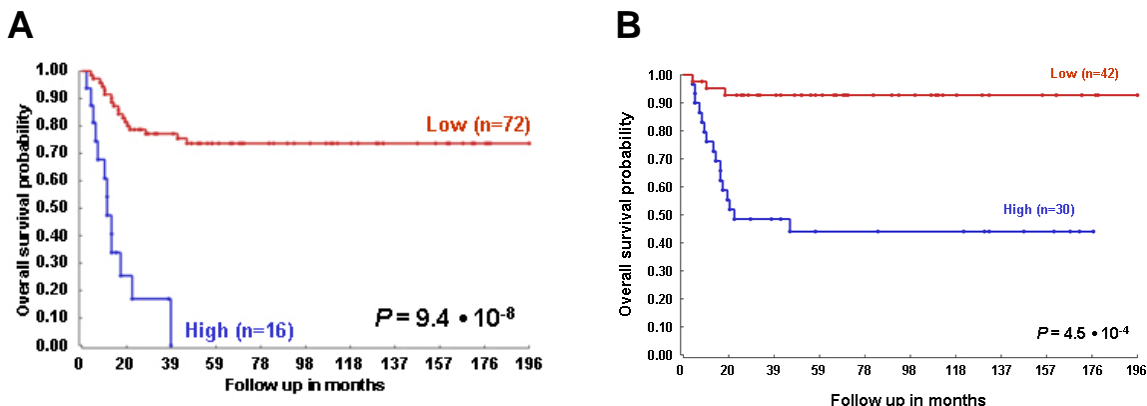 A
1.00
0.90
0.80
0.70
0.60
0.50
0.40
0.30
0.20
0.10
0.00
Overall survival probability
Low (n=72)
High (n=16)
P = 9.4 • 10-8
0 20 39 59 78 98 118 137 157 176 196
Follow up in months
B
1.00
0.90
0.80
0.70
0.60
0.50
0.40
0.30
0.20
0.10
0.00
Overall survival probability
Low (n=42)
High (n=30)
P = 4.5 • 10-4
0 20 39 59 78 98 118 137 157 176 196
Follow up in months